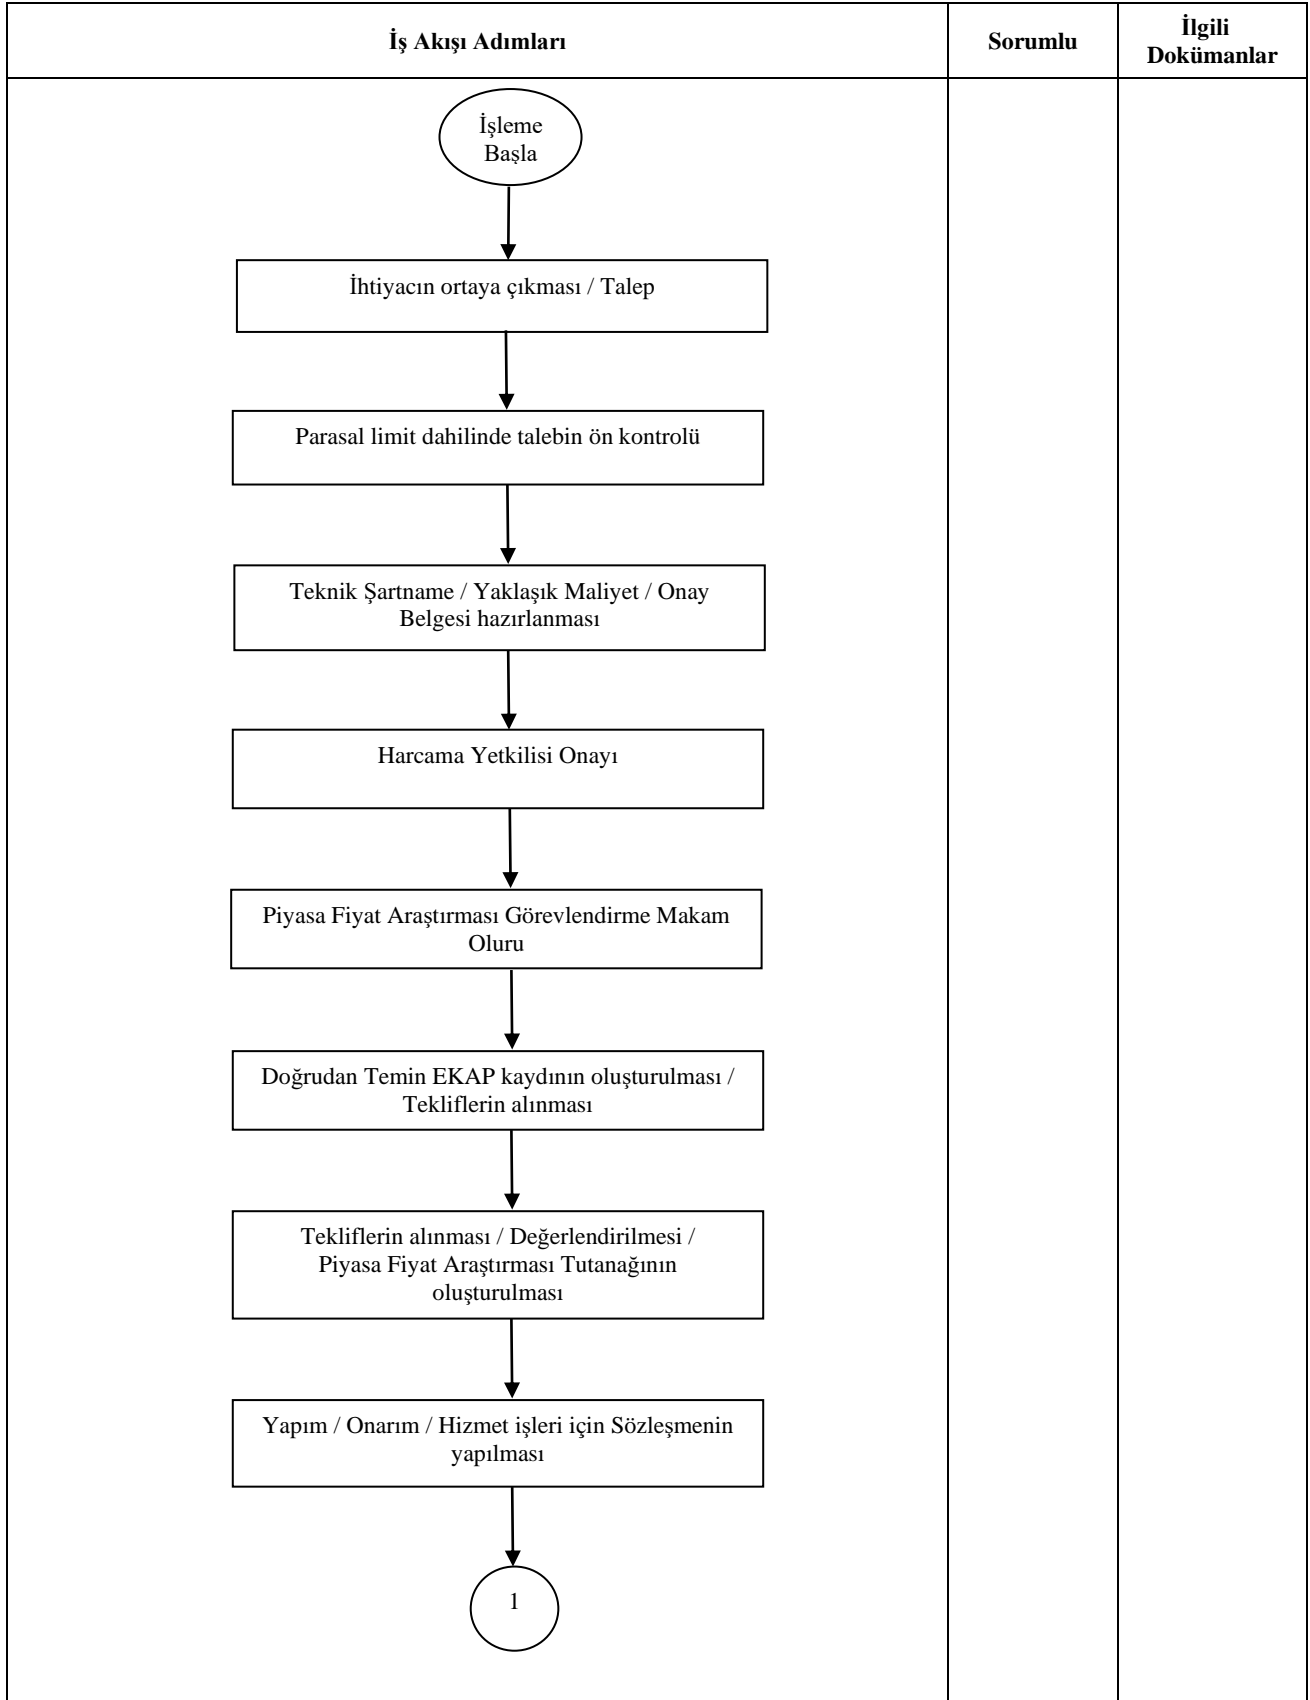 İş Akışı Adımları
Sorumlu
İlgili
Dokümanlar
İşleme
Başla
İhtiyacın ortaya çıkması / Talep
Parasal limit dahilinde talebin ön kontrolü
Teknik Şartname / Yaklaşık Maliyet / Onay
Belgesi hazırlanması
Harcama Yetkilisi Onayı
Piyasa Fiyat Araştırması Görevlendirme Makam
Oluru
Doğrudan Temin EKAP kaydının oluşturulması /
Tekliflerin alınması
Tekliflerin alınması / Değerlendirilmesi /
Piyasa Fiyat Araştırması Tutanağının
oluşturulması
Yapım / Onarım / Hizmet işleri için Sözleşmenin
yapılması
1